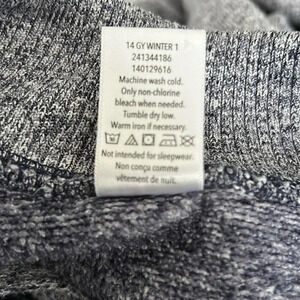 14 GY WINTER 1
241344186
140129616
Machine wash cold.
Only non-chlorine
bleach when needed.
Tumble dry low.
Warm iron if necessary.
Not intended for sleepwear.
Non conçu comme
vêtement de nuit.